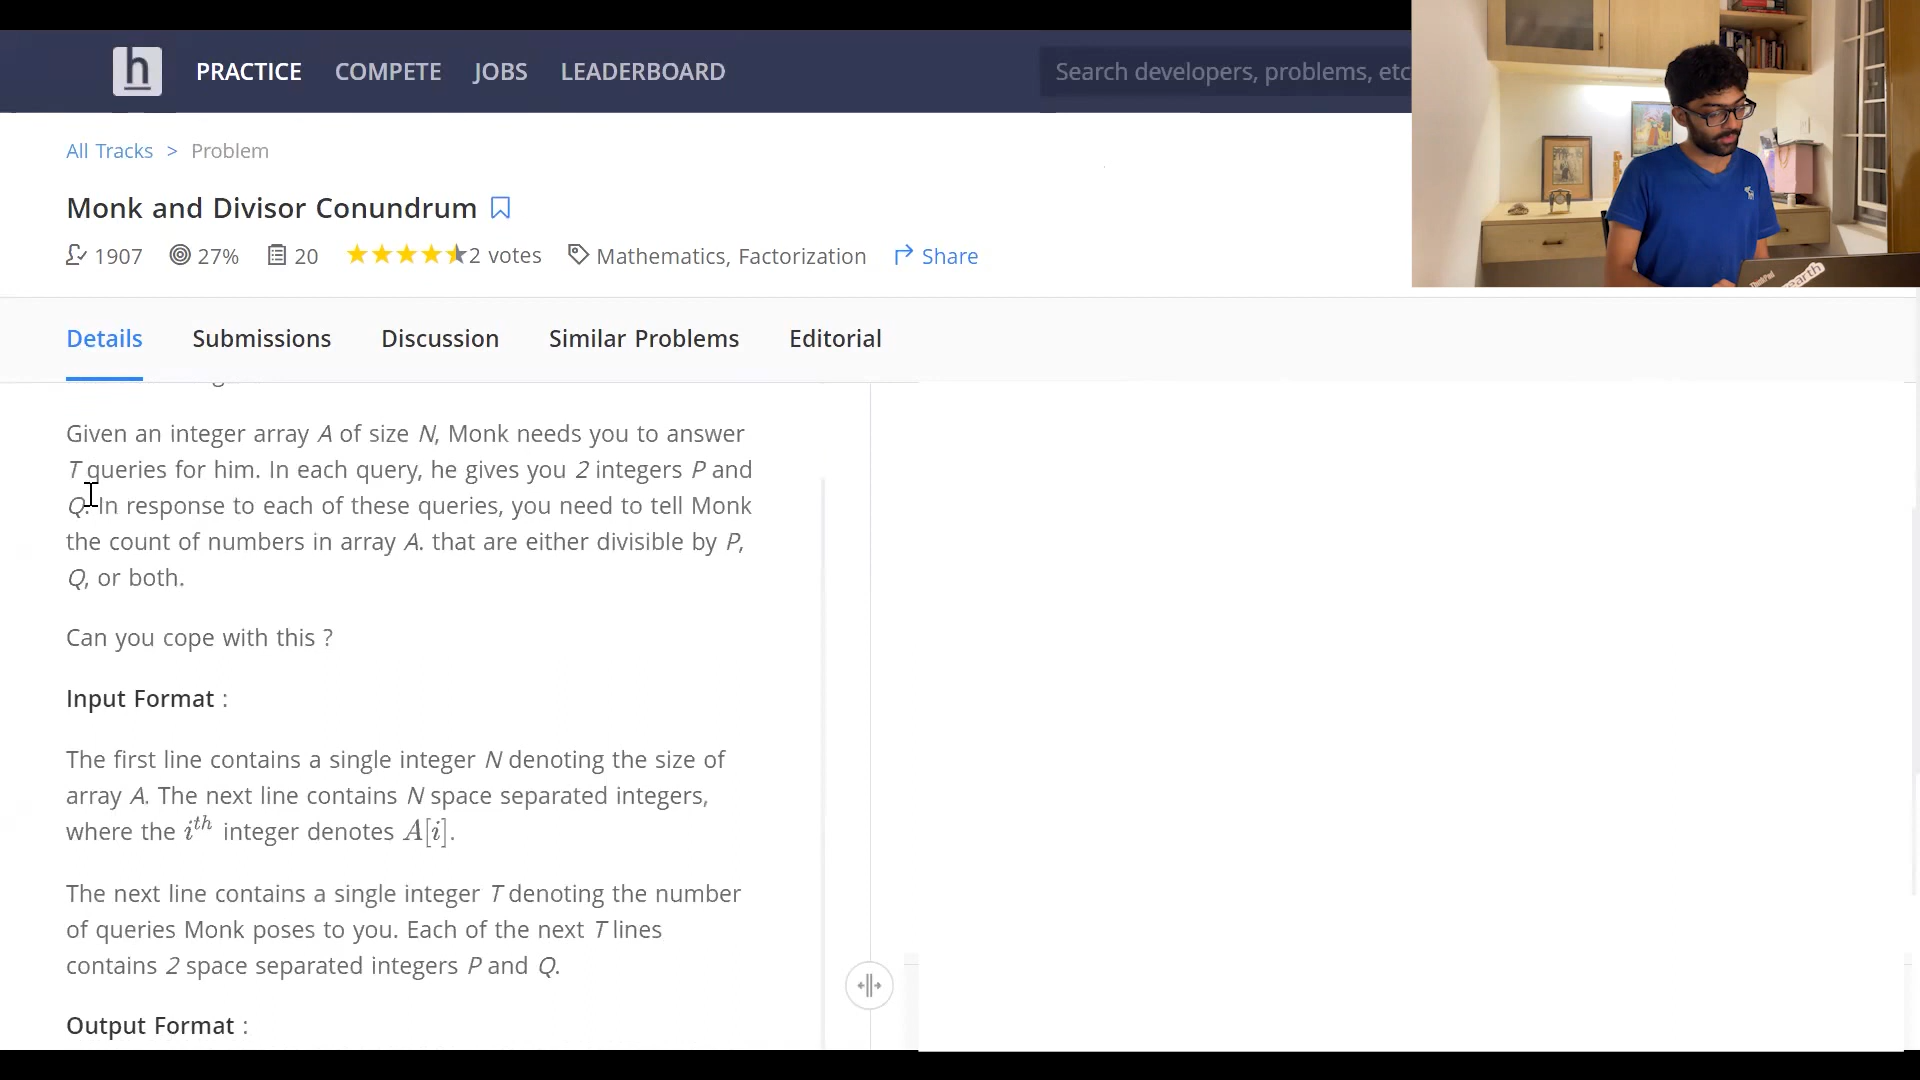 h PRACTICE COMPETE JOBS LEADERBOARD Search developers, problems, etc
All Tracks > Problem
Monk and Divisor Conundrum
1907 27% 20 2 votes Mathematics, Factorization Share
Details Submissions Discussion Similar Problems Editorial
Given an integer array A of size N, Monk needs you to answer
T queries for him. In each query, he gives you 2 integers P and
Q. In response to each of these queries, you need to tell Monk
the count of numbers in array A. that are either divisible by P,
Q, or both.
Can you cope with this ?
Input Format :
The first line contains a single integer N denoting the size of
array A. The next line contains N space separated integers,
where the i^th integer denotes A[i].
The next line contains a single integer T denoting the number
of queries Monk poses to you. Each of the next T lines
contains 2 space separated integers P and Q.
Output Format :